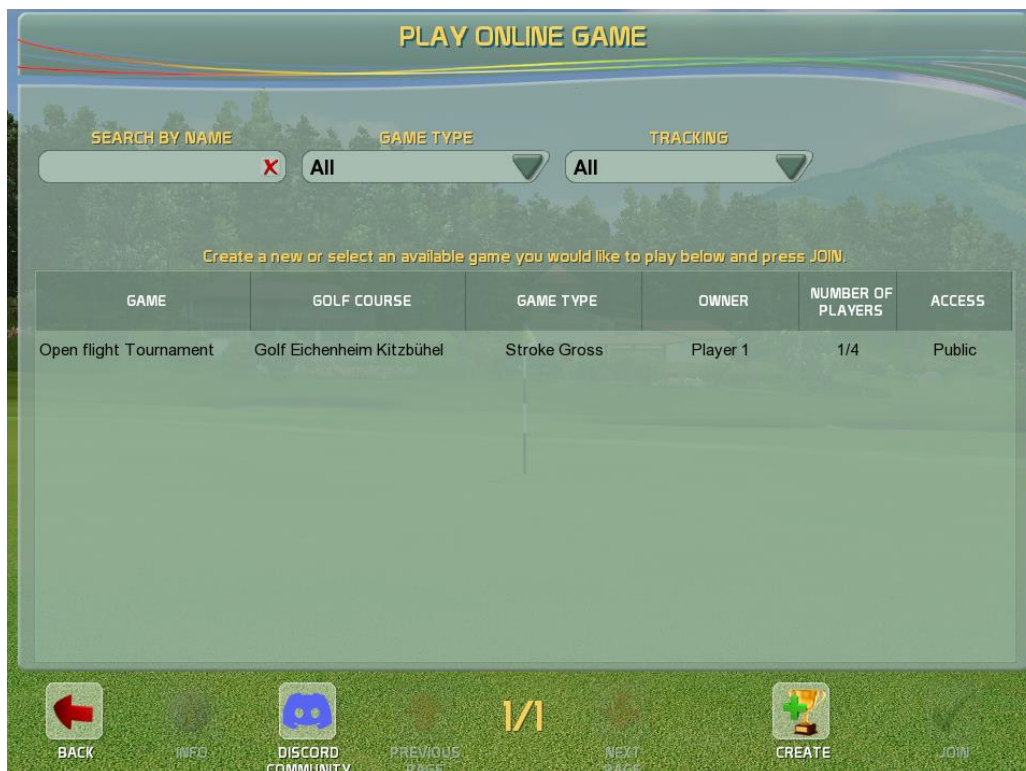 PLAY ONLINE GAME
SEARCH BY NAME GAME TYPE TRACKING
X All All
Create a new or select an available game you would like to play below and press JOIN.
GAME GOLF COURSE GAME TYPE OWNER NUMBER OF PLAYERS ACCESS
Open flight Tournament Golf Eichenheim Kitzbühel Stroke Gross Player 1 1/4 Public
1/1
BACK INFO DISCORD COMMUNITY PREVIOUS PAGE NEXT PAGE CREATE JOIN